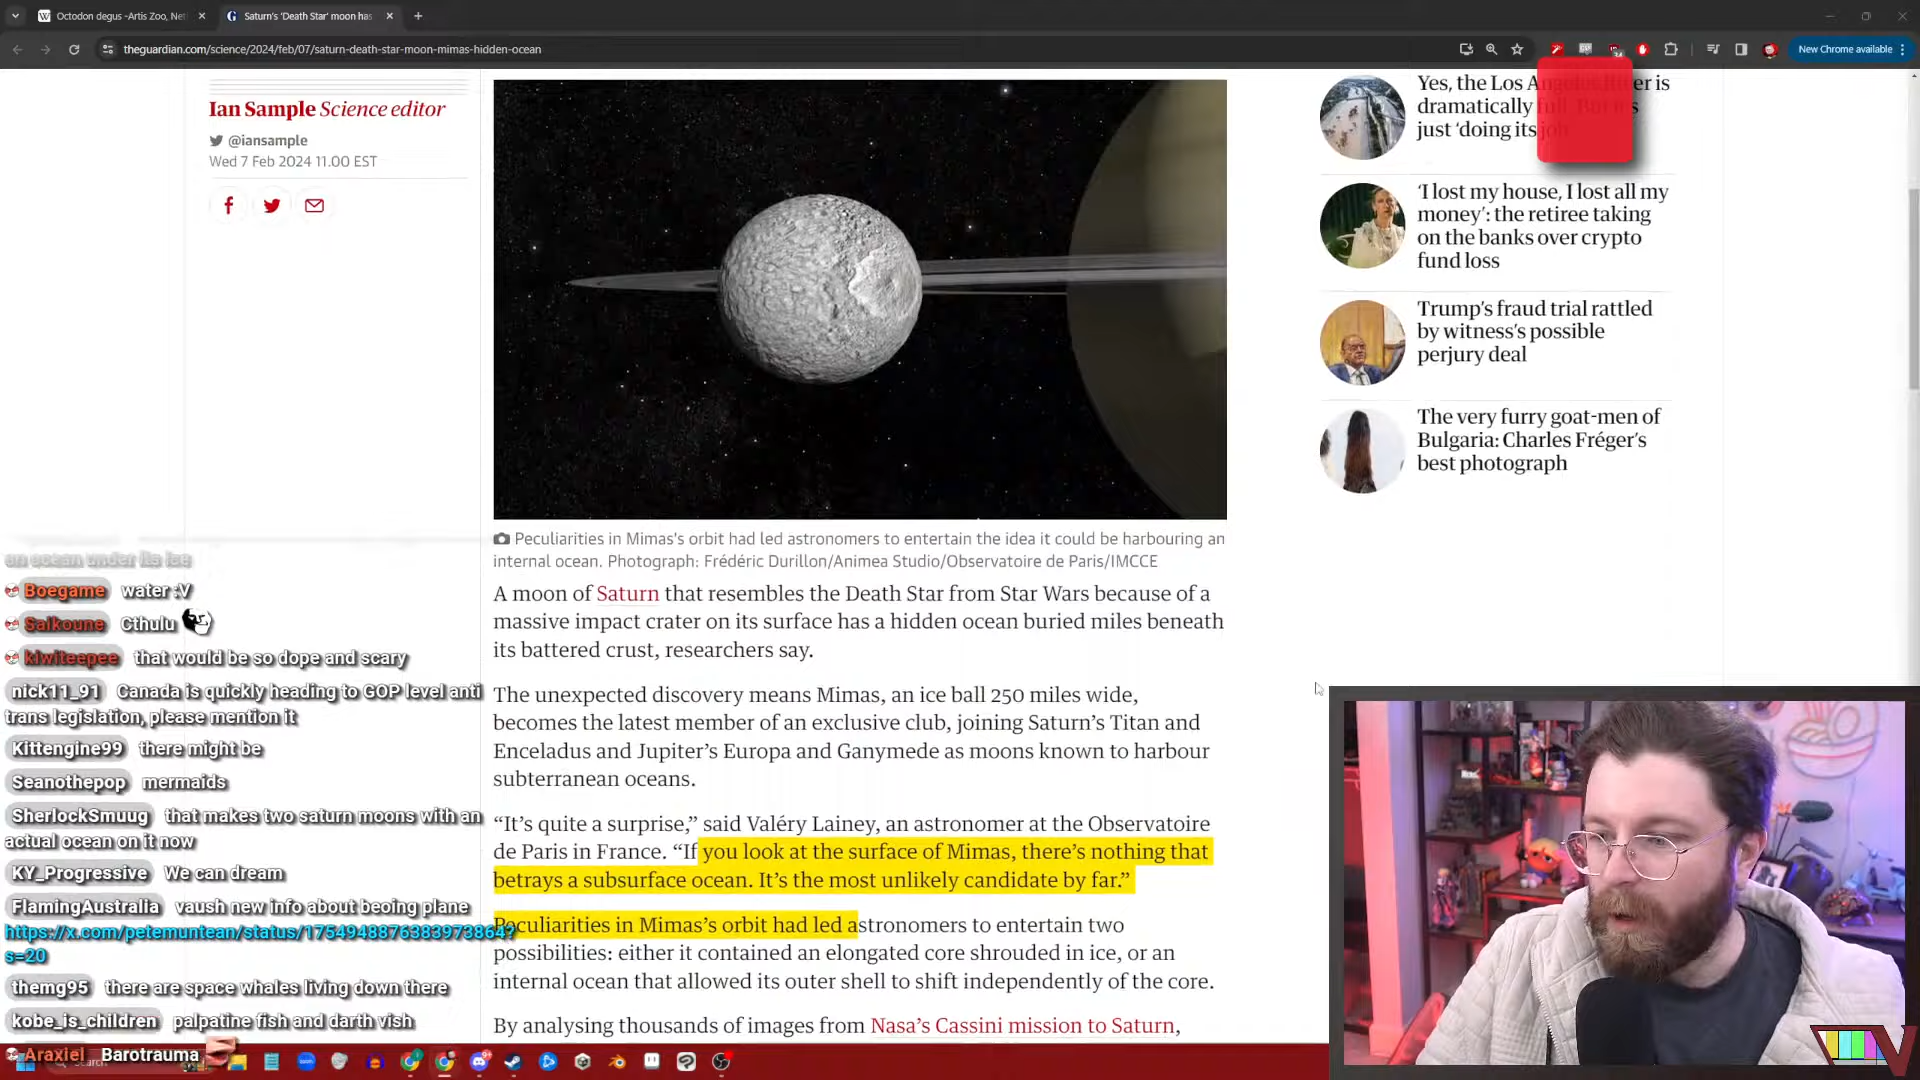 Octodon degus -Artis Zoo, Net
Saturn's 'Death Star' moon has
theguardian.com/science/2024/feb/07/saturn-death-star-moon-mimas-hidden-ocean
New Chrome available
Ian Sample Science editor
@iansample
Wed 7 Feb 2024 11.00 EST
Peculiarities in Mimas's orbit had led astronomers to entertain the idea it could be harbouring an
internal ocean. Photograph: Frédéric Durillon/Animea Studio/Observatoire de Paris/IMCCE
A moon of Saturn that resembles the Death Star from Star Wars because of a
massive impact crater on its surface has a hidden ocean buried miles beneath
its battered crust, researchers say.
The unexpected discovery means Mimas, an ice ball 250 miles wide,
becomes the latest member of an exclusive club, joining Saturn's Titan and
Enceladus and Jupiter's Europa and Ganymede as moons known to harbour
subterranean oceans.
“It's quite a surprise,” said Valéry Lainey, an astronomer at the Observatoire
de Paris in France. “If you look at the surface of Mimas, there's nothing that
betrays a subsurface ocean. It's the most unlikely candidate by far.”
Peculiarities in Mimas's orbit had led astronomers to entertain two
possibilities: either it contained an elongated core shrouded in ice, or an
internal ocean that allowed its outer shell to shift independently of the core.
By analysing thousands of images from Nasa's Cassini mission to Saturn,
Yes, the Los Angeles River is
dramatically full. But it's
just ‘doing its job
‘I lost my house, I lost all my
money’: the retiree taking
on the banks over crypto
fund loss
Trump's fraud trial rattled
by witness's possible
perjury deal
The very furry goat-men of
Bulgaria: Charles Fréger's
best photograph
an ocean under its ice
Boegame water :V
Salkoune Cthulu
kiwiteepee that would be so dope and scary
nick11_91 Canada is quickly heading to GOP level anti
trans legislation, please mention it
Kittengine99 there might be
Seanothepop mermaids
SherlockSmuug that makes two saturn moons with an
actual ocean on it now
KY_Progressive We can dream
FlamingAustralia vaush new info about beoing plane
https://x.com/petemuntean/status/1754948876383973864?
s=20
themg95 there are space whales living down there
kobe_is_children palpatine fish and darth vish
Araxiel Barotrauma
Search